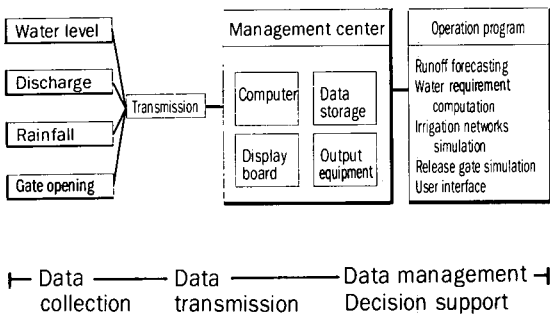 Water level
Discharge
Rainfall
Gate opening
Transmission
Management center
Computer
Data
storage
Display
board
Output
equipment
Operation program
Runoff forecasting
Water requirement
computation
Irrigation networks
simulation
Release gate simulation
User interface
Data
collection
Data
transmission
Data management
Decision support